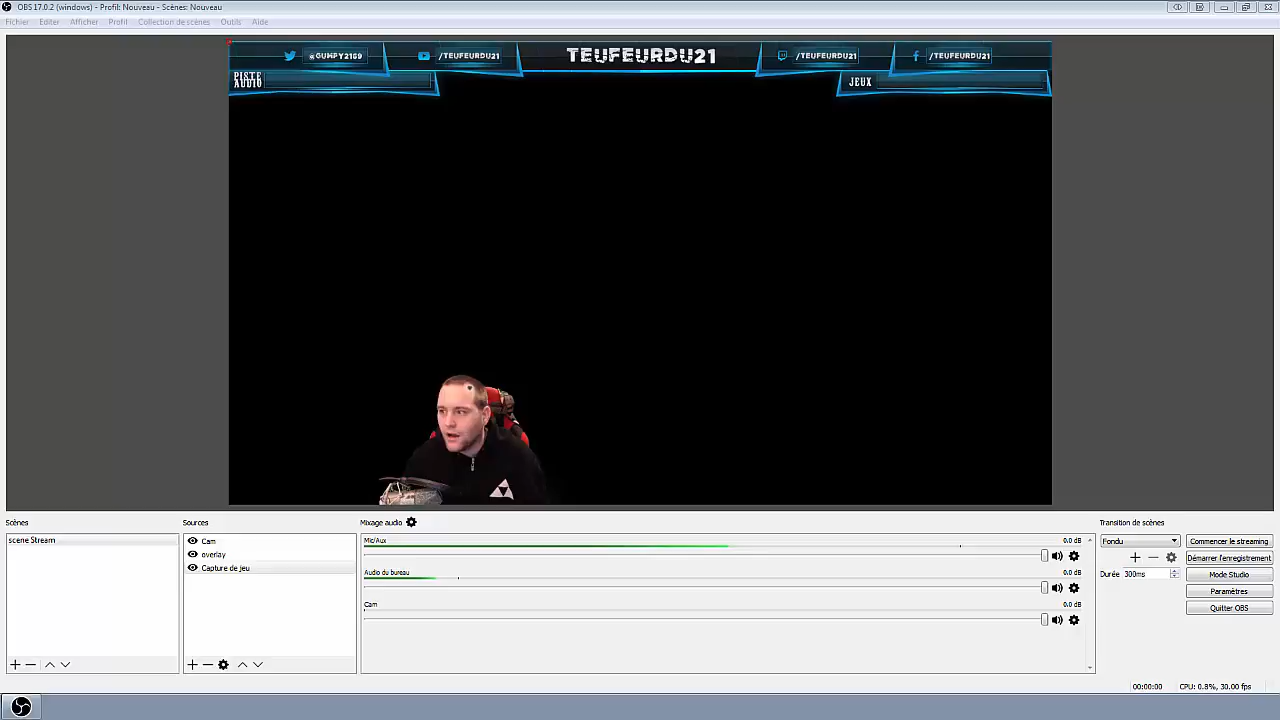 OBS 17.0.2 (windows) - Profil: Nouveau - Scènes: Nouveau
Fichier Editer Afficher Profil Collection de scènes Outils Aide
@GUMPY2159 /TEUFEURDU21 TEUFEURDU21 /TEUFEURDU21 /TEUFEURDU21
PISTE AUDIO
JEUX
Scènes Sources Mixage audio Transition de scènes
scene Stream
Cam
overlay
Capture de jeu
Mic/Aux 0.0 dB
Audio du bureau 0.0 dB
Cam 0.0 dB
Fondu
Durée 300ms
Commencer le streaming
Démarrer l'enregistrement
Mode Studio
Paramètres
Quitter OBS
00:00:00 CPU: 0.8%, 30.00 fps